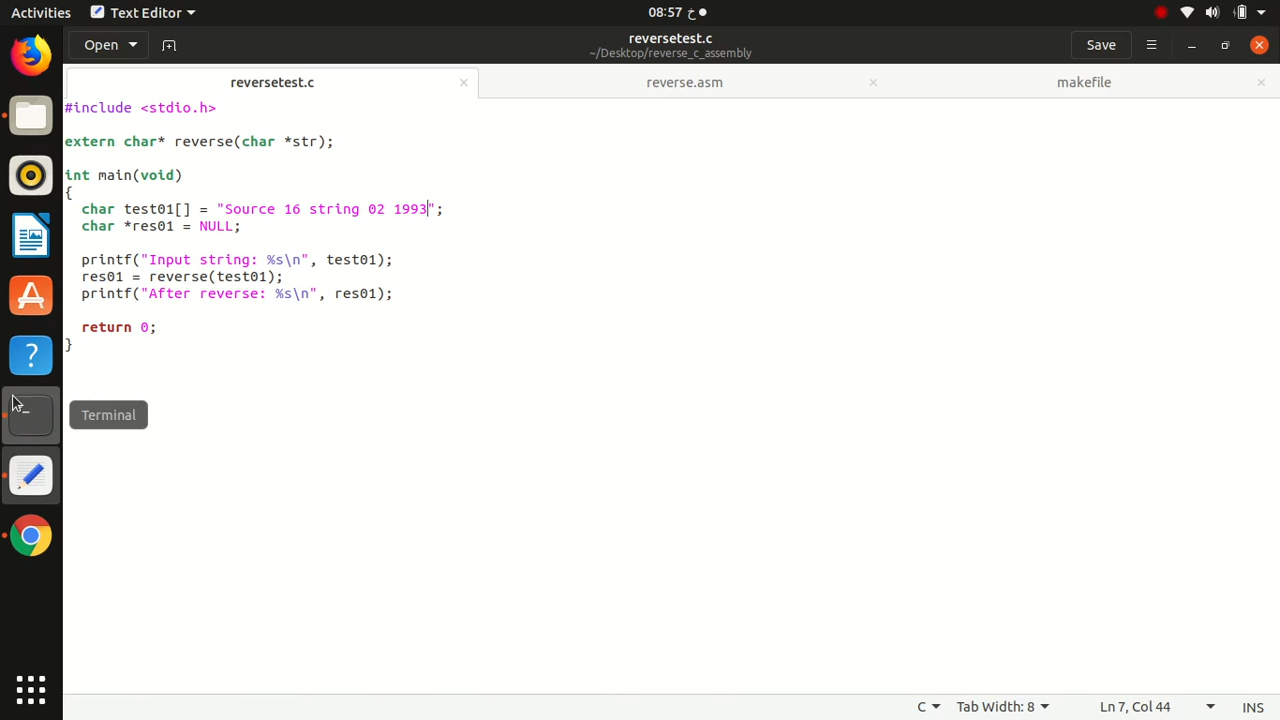 Activities Text Editor 08:57 خ
Open reversetest.c Save
~/Desktop/reverse_c_assembly
reversetest.c reverse.asm makefile
#include <stdio.h>
extern char* reverse(char *str);
int main(void)
{
char test01[] = "Source 16 string 02 1993";
char *res01 = NULL;
printf("Input string: %s\n", test01);
res01 = reverse(test01);
printf("After reverse: %s\n", res01);
return 0;
}
Terminal
C Tab Width: 8 Ln 7, Col 44 INS